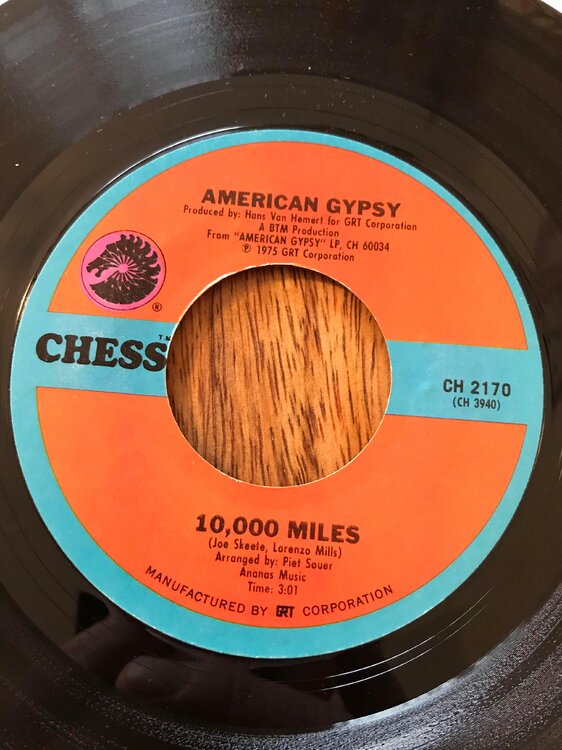 AMERICAN GYPSY
Produced by: Hans Van Hemert for GRT Corporation
A BTM Production
From "AMERICAN GYPSY" LP, CH 60034
℗ 1975 GRT Corporation
®
T.M.
CHESS
CH 2170
(CH 3940)
10,000 MILES
(Joe Skeete, Lorenzo Mills)
Arranged by: Piet Souer
Ananas Music
Time: 3:01
MANUFACTURED BY GRT CORPORATION